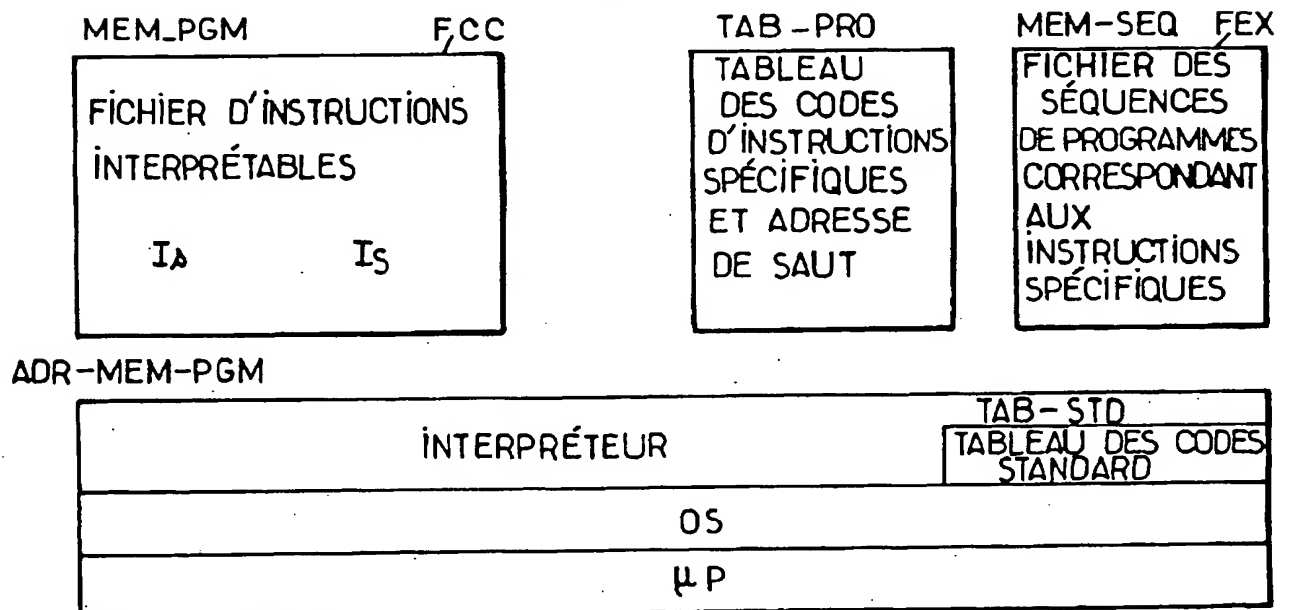 MEM_PGM
FCC
FICHIER D'INSTRUCTIONS
INTERPRÉTABLES
IS
TAB-PRO
TABLEAU
DES CODES
D'INSTRUCTIONS
SPÉCIFIQUES
ET ADRESSE
DE SAUT
MEM-SEQ
FEX
FICHIER DES
SÉQUENCES
DE PROGRAMMES
CORRESPONDANT
AUX
INSTRUCTIONS
SPÉCIFIQUES
ADR-MEM-PGM
INTERPRÉTEUR
TAB-STD
TABLEAU DES CODES
STANDARD
OS
µP